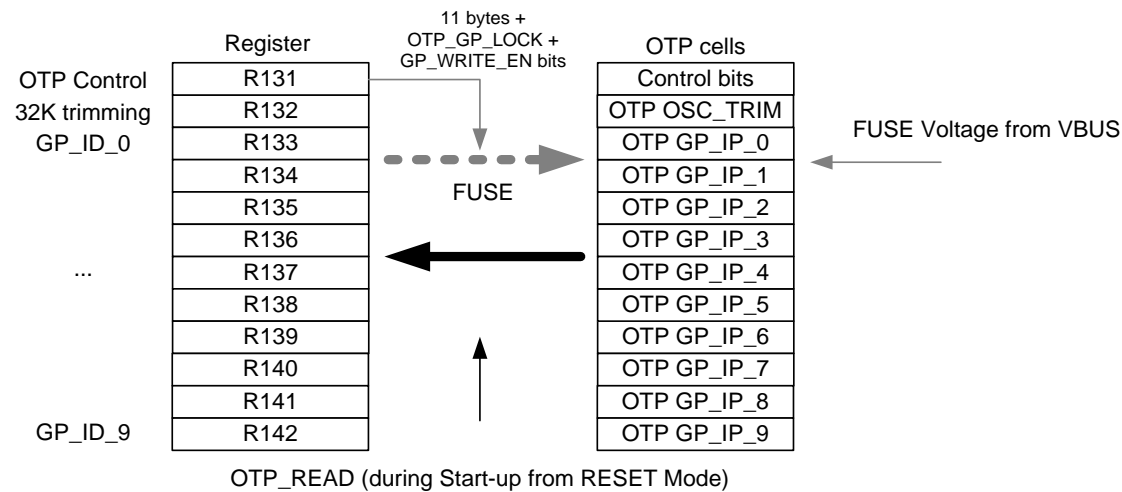 11 bytes +
OTP_GP_LOCK +
GP_WRITE_EN bits
Register
OTP cells
OTP Control
R131
Control bits
32K trimming
R132
OTP OSC_TRIM
GP_ID_0
R133
OTP GP_IP_0
FUSE Voltage from VBUS
R134
OTP GP_IP_1
FUSE
R135
OTP GP_IP_2
R136
OTP GP_IP_3
...
R137
OTP GP_IP_4
R138
OTP GP_IP_5
R139
OTP GP_IP_6
R140
OTP GP_IP_7
R141
OTP GP_IP_8
GP_ID_9
R142
OTP GP_IP_9
OTP_READ (during Start-up from RESET Mode)